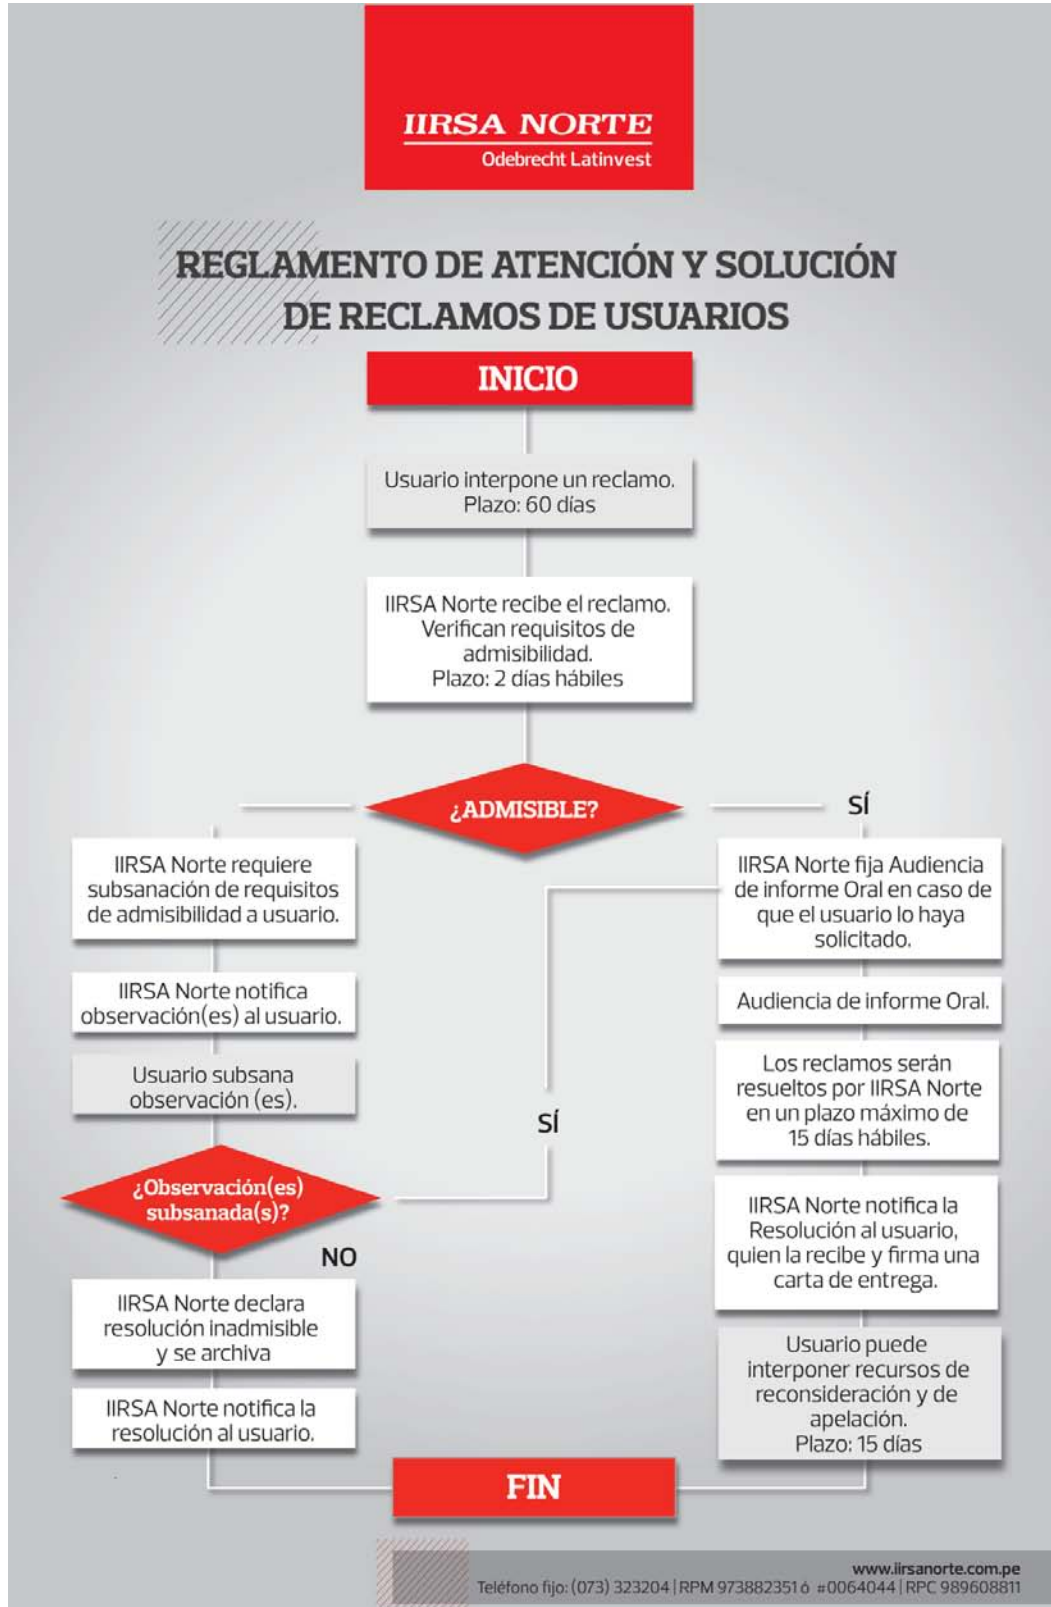 IIRSA NORTE
Odebrecht Latinvest
REGLAMENTO DE ATENCIÓN Y SOLUCIÓN
DE RECLAMOS DE USUARIOS
INICIO
Usuario interpone un reclamo.
Plazo: 60 días
IIRSA Norte recibe el reclamo.
Verifican requisitos de
admisibilidad.
Plazo: 2 días hábiles
¿ADMISIBLE?
IIRSA Norte requiere
subsanación de requisitos
de admisibilidad a usuario.
IIRSA Norte notifica
observación(es) al usuario.
Usuario subsana
observación (es).
¿Observación(es)
subsanada(s)?
SÍ
NO
IIRSA Norte declara
resolución inadmisible
y se archiva
IIRSA Norte notifica la
resolución al usuario.
SÍ
IIRSA Norte fija Audiencia
de informe Oral en caso de
que el usuario lo haya
solicitado.
Audiencia de informe Oral.
Los reclamos serán
resueltos por IIRSA Norte
en un plazo máximo de
15 días hábiles.
IIRSA Norte notifica la
Resolución al usuario,
quien la recibe y firma una
carta de entrega.
Usuario puede
interponer recursos de
reconsideración y de
apelación.
Plazo: 15 días
FIN
www.iirsanorte.com.pe
Teléfono fijo: (073) 323204 | RPM 973882351 ó #0064044 | RPC 989608811